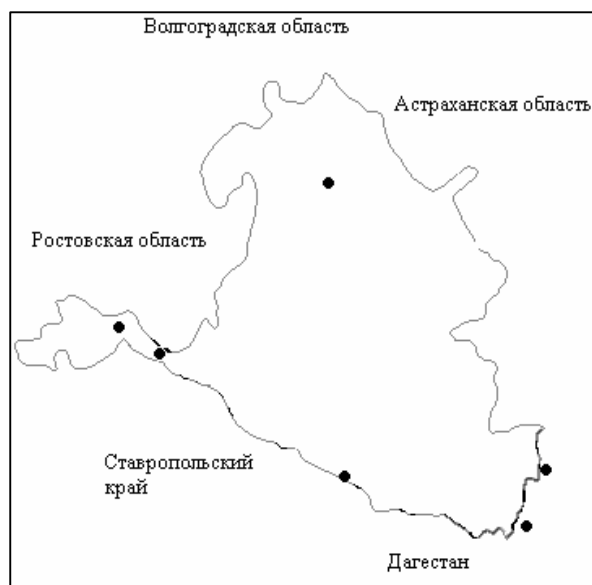 Волгоградская область
Астраханская область
Ростовская область
Ставропольский
край
Дагестан